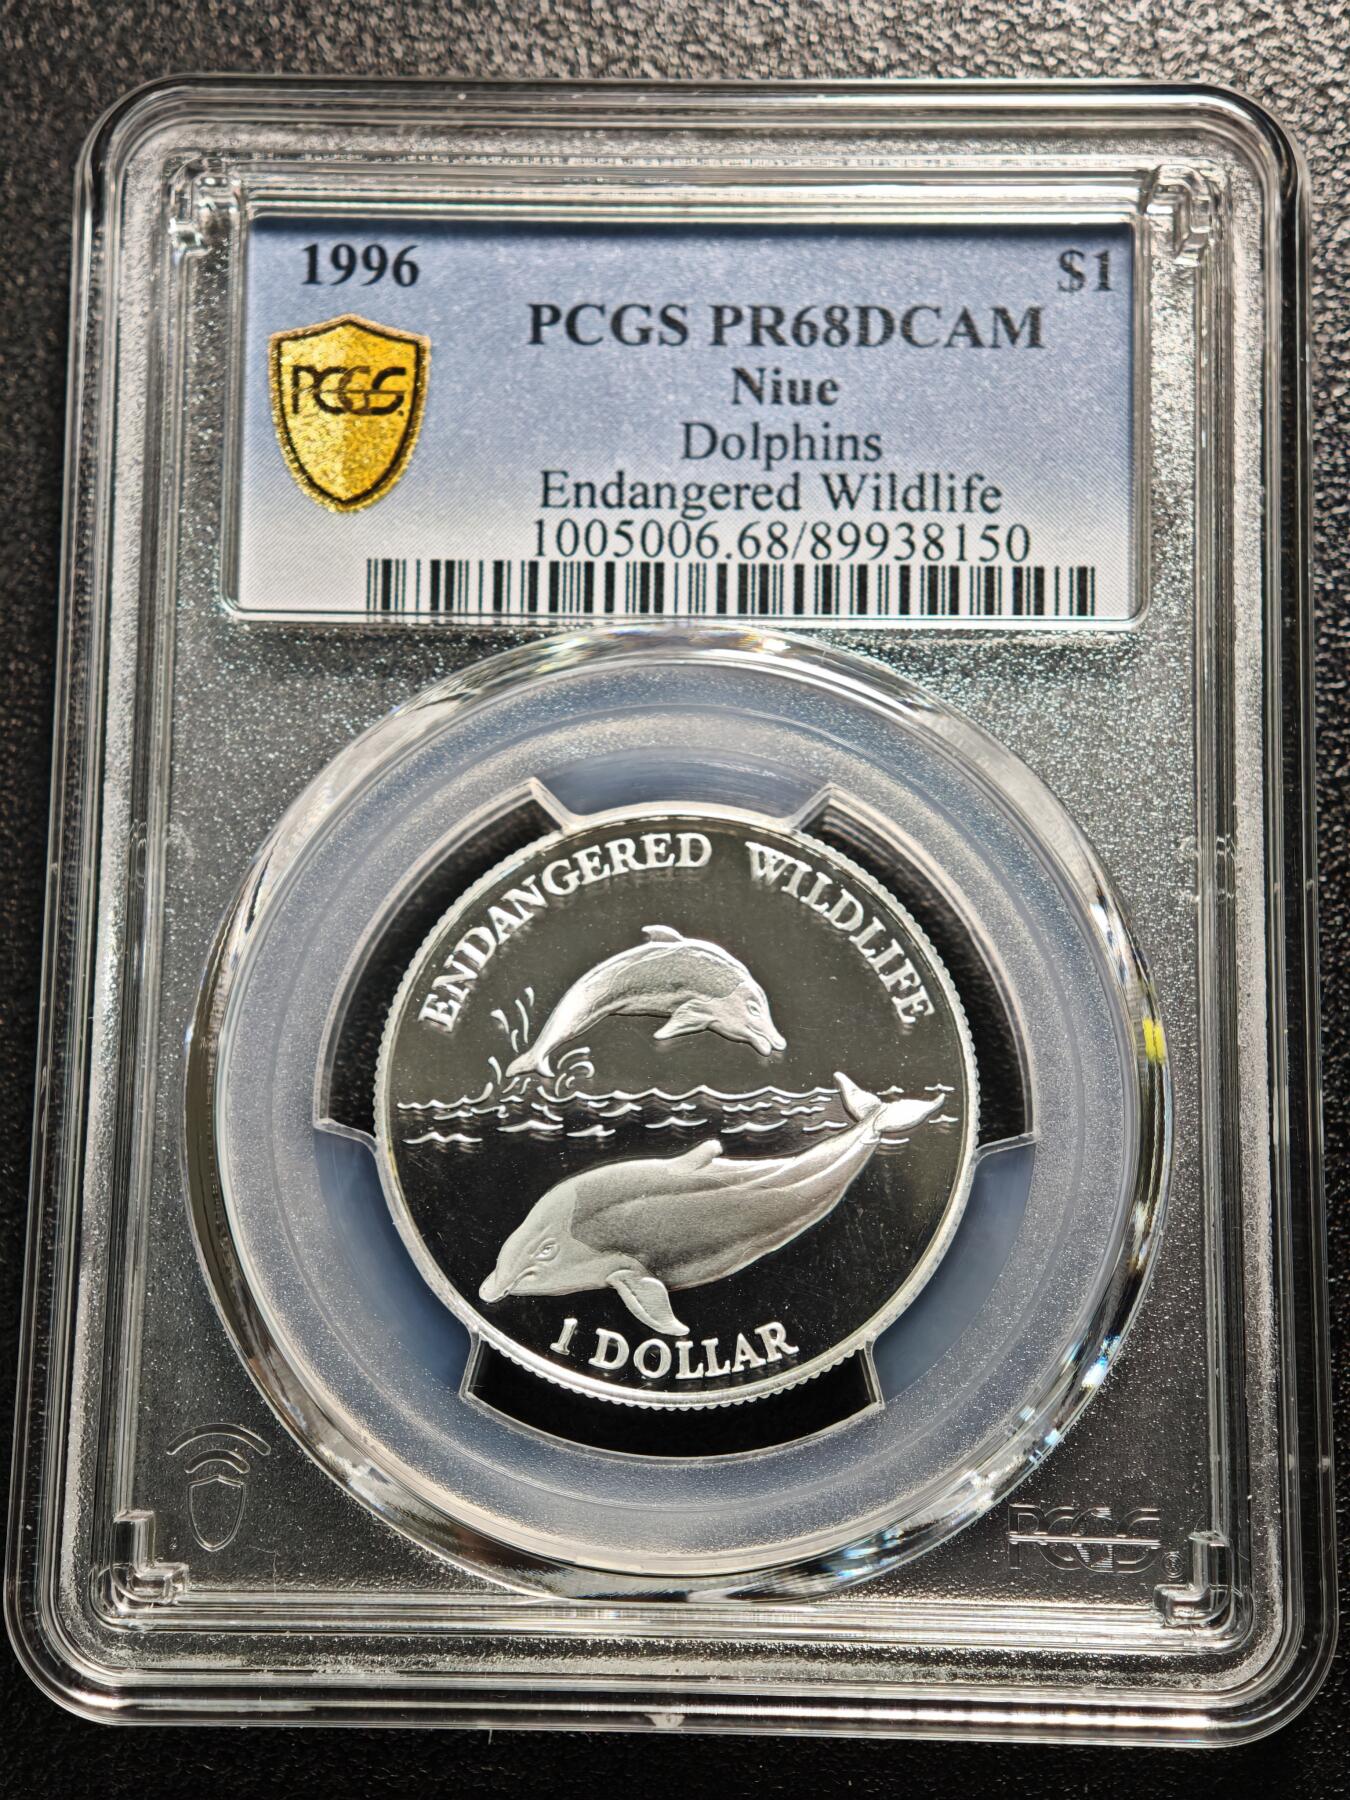 1996 $1
PCGS PR68DCAM
PCGS
Niue
Dolphins
Endangered Wildlife
1005006.68/89938150
ENDANGERED WILDLIFE
1 DOLLAR
PCGS